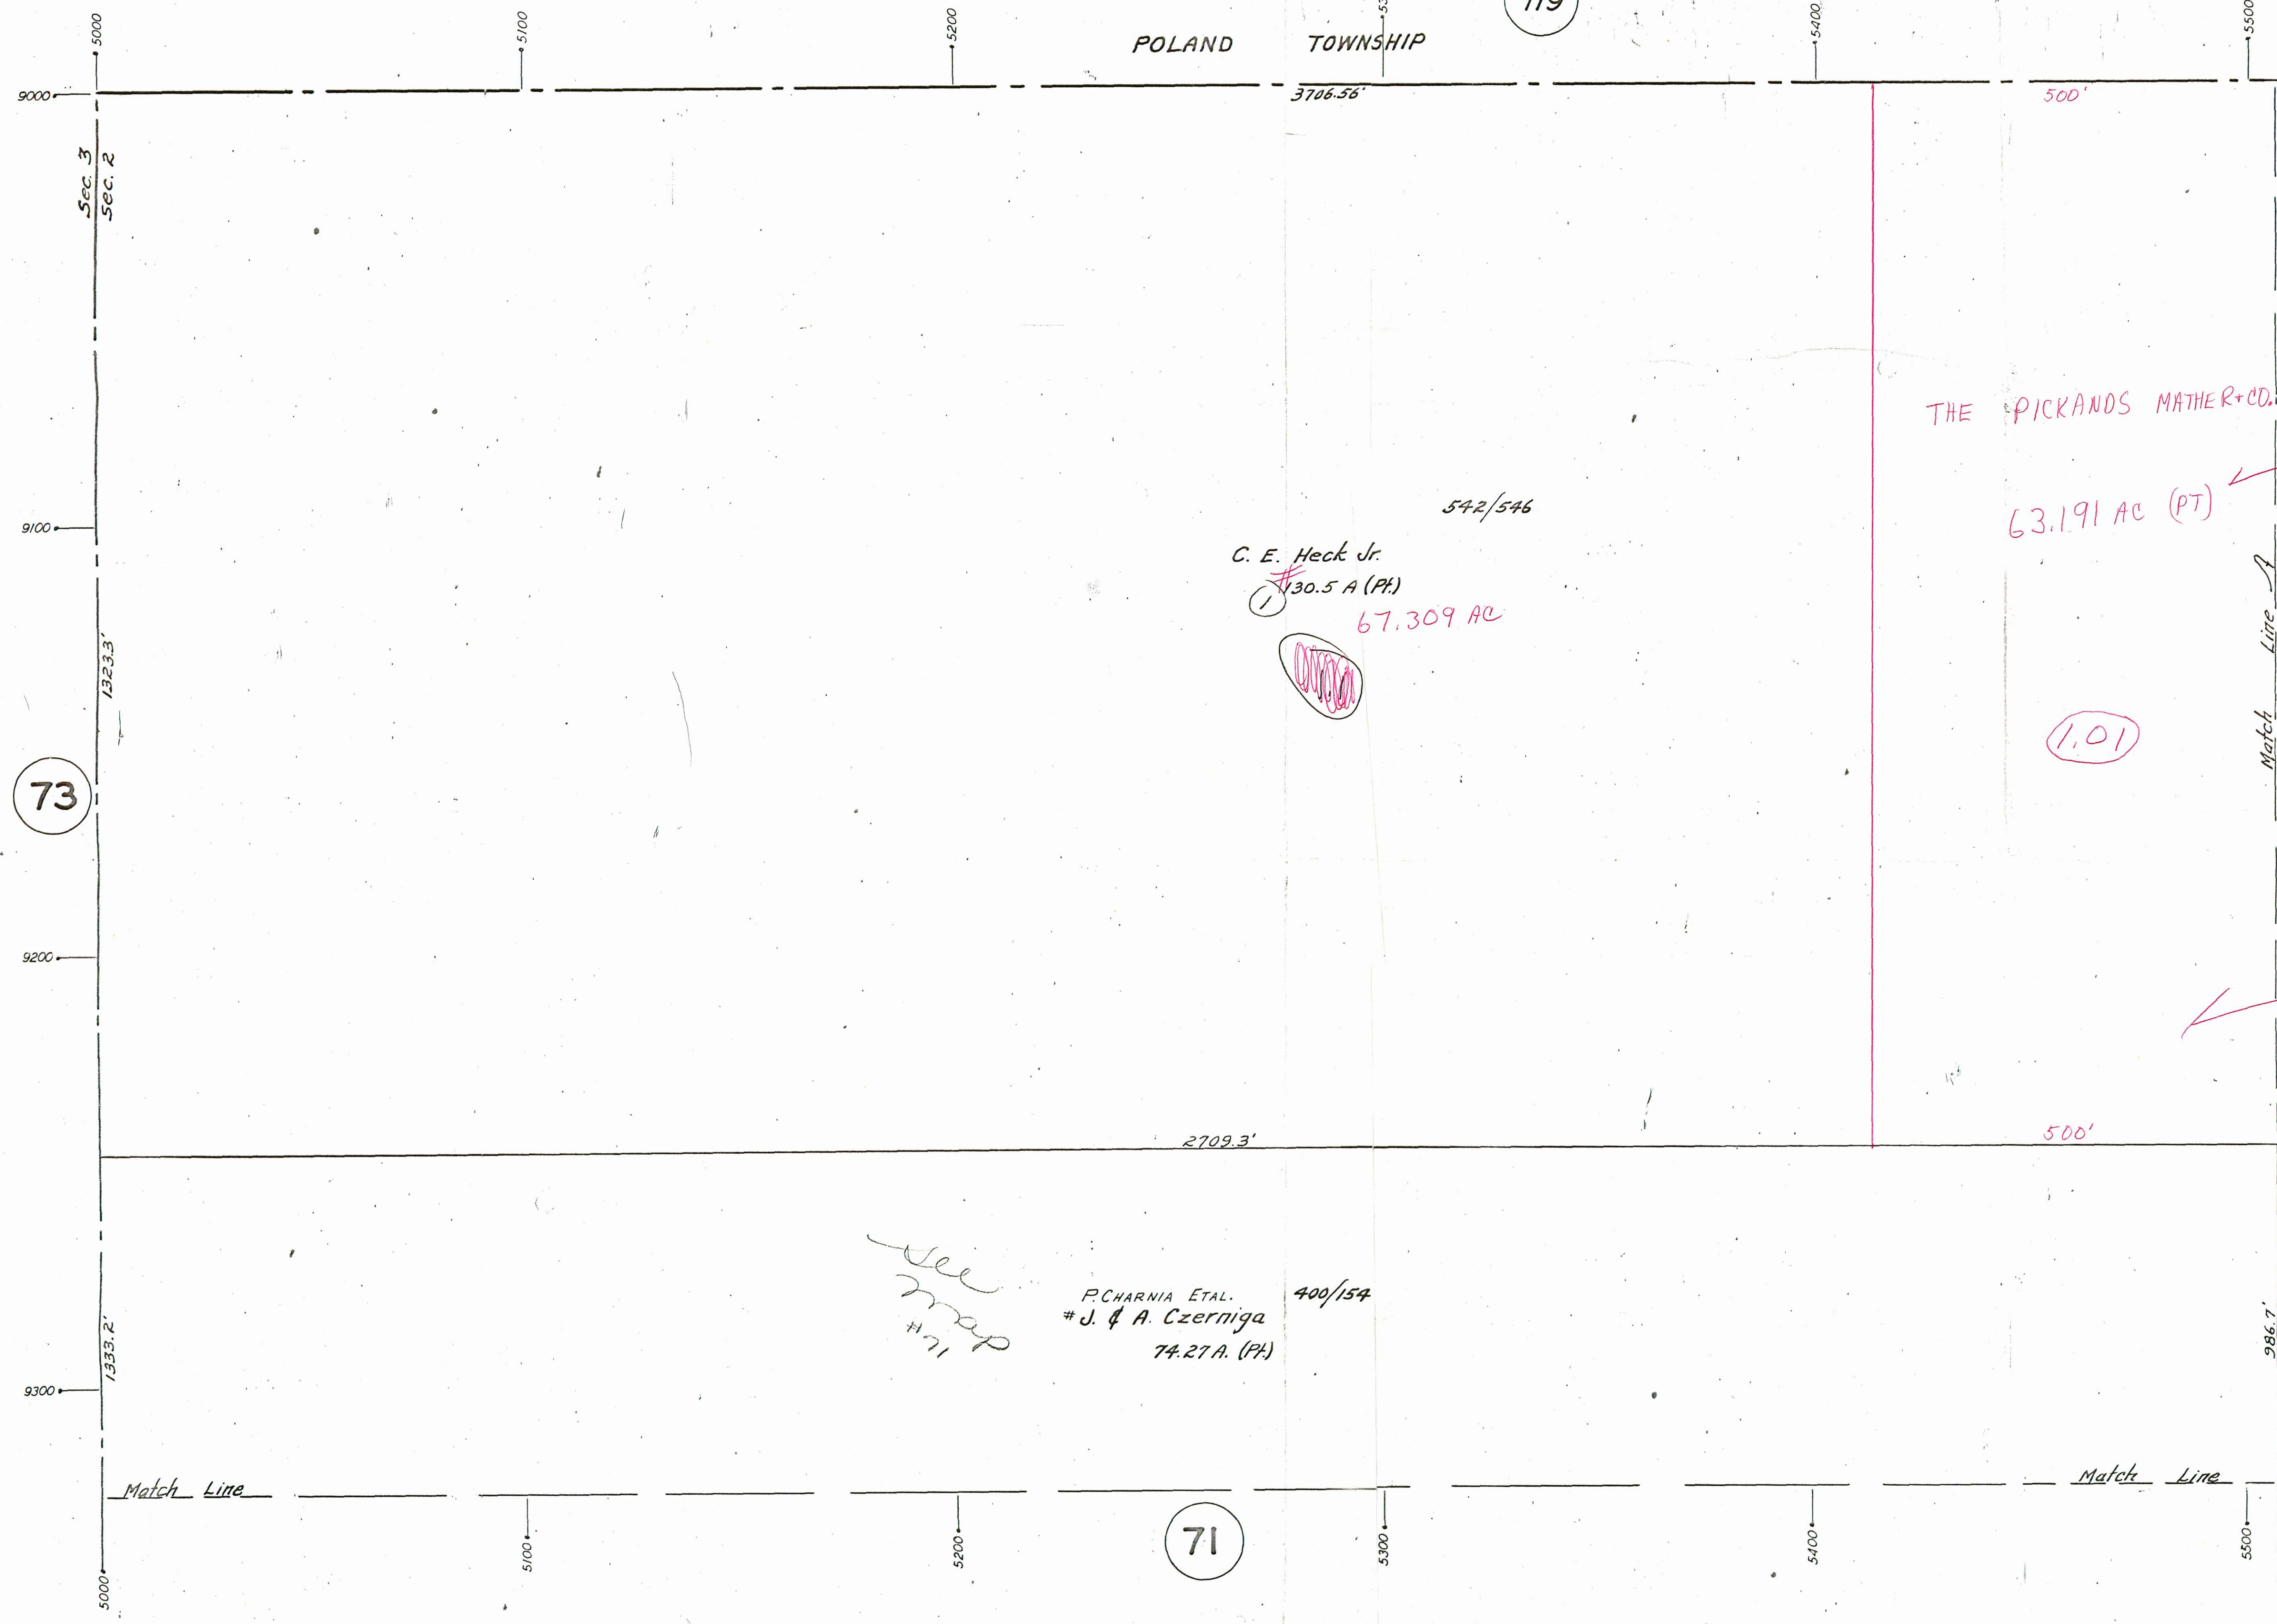 119
5000
5100
5200
5400
5500
POLAND TOWNSHIP
9000
3706.56'
500'
Sec. 3
Sec. 2
THE PICKANDS MATHER+CO.
63.191 AC (PT)
542/546
9100
C. E. Heck Jr.
# 130.5 A (Pt.)
1
67.309 AC
Match Line
1323.3'
1.01
73
9200
2709.3'
500'
See
400/154
P. CHARNIA ETAL.
# J. & A. Czerniga
74.27 A. (Pt.)
1333.2'
986.7'
9300
Match Line
Match Line
71
5000
5100
5200
5300
5400
5500